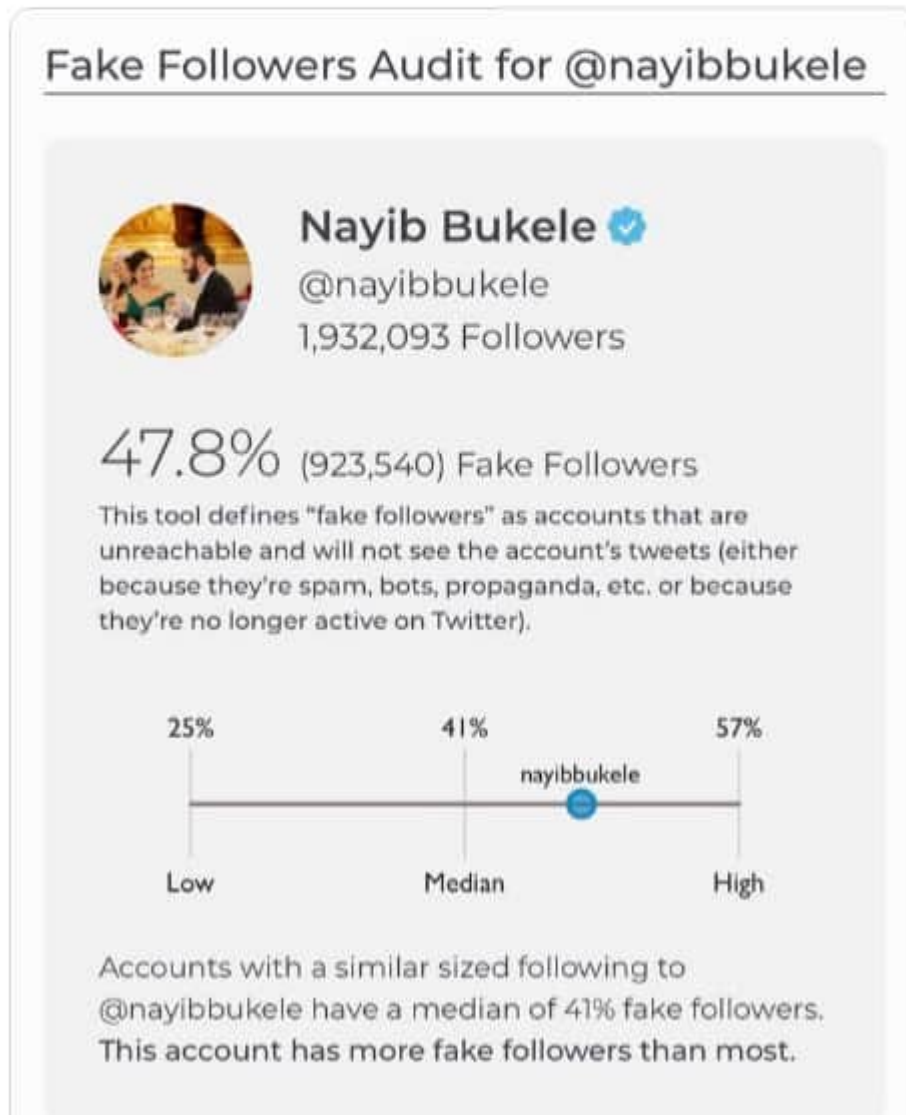 Fake Followers Audit for @nayibbukele
Nayib Bukele
@nayibbukele
1,932,093 Followers
47.8% (923,540) Fake Followers
This tool defines "fake followers" as accounts that are
unreachable and will not see the account's tweets (either
because they're spam, bots, propaganda, etc. or because
they're no longer active on Twitter).
25% 41% 57%
nayibbukele
Low Median High
Accounts with a similar sized following to
@nayibbukele have a median of 41% fake followers.
This account has more fake followers than most.